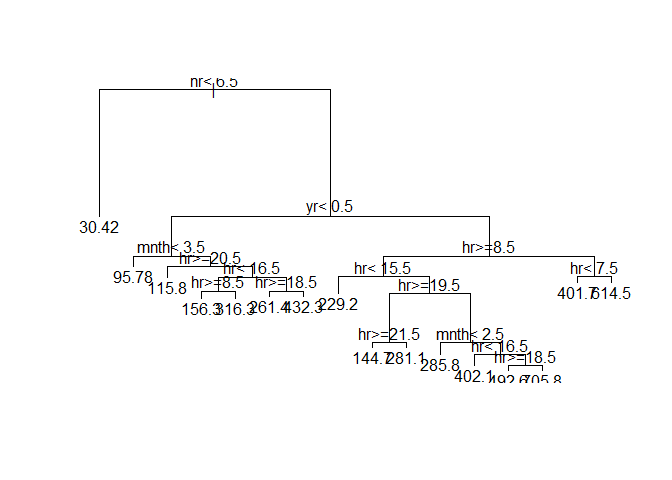 hr< 6.5
yr< 0.5
30.42
mnth< 3.5
hr>=8.5
hr>=20.5
95.78
hr< 16.5
hr< 15.5
hr< 7.5
115.8
hr>=8.5
hr>=18.5
hr>=19.5
156.3
316.3
261.4
432.3
229.2
401.7
614.5
hr>=21.5
mnth< 2.5
144.7
281.1
hr< 16.5
285.8
hr>=18.5
402.1
492.6
705.8